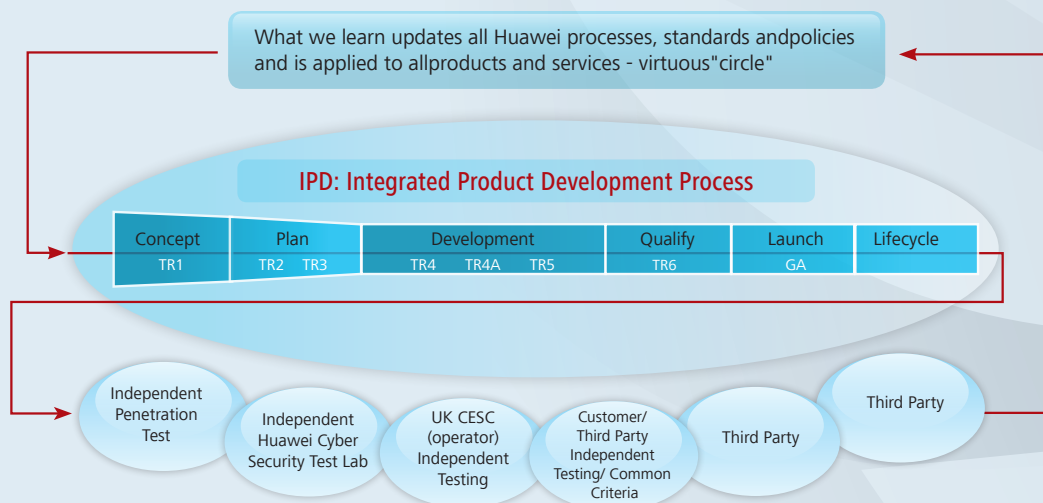 What we learn updates all Huawei processes, standards andpolicies
and is applied to allproducts and services - virtuous"circle"
IPD: Integrated Product Development Process
Concept
Plan
Development
Qualify
Launch
Lifecycle
TR1
TR2
TR3
TR4
TR4A
TR5
TR6
GA
Independent
Penetration
Test
Independent
Huawei Cyber
Security Test Lab
UK CESC
(operator)
Independent
Testing
Customer/
Third Party
Independent
Testing/ Common
Criteria
Third Party
Third Party